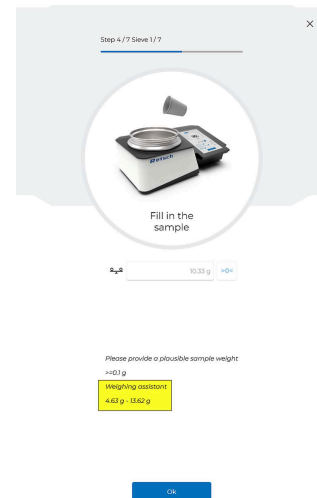 Step 4 / 7 Sieve 1 / 7
Retsch
Fill in the
sample
10.33 g
>0<
Please provide a plausible sample weight
>=0.1 g
Weighing assistant
4.63 g - 13.62 g
Ok